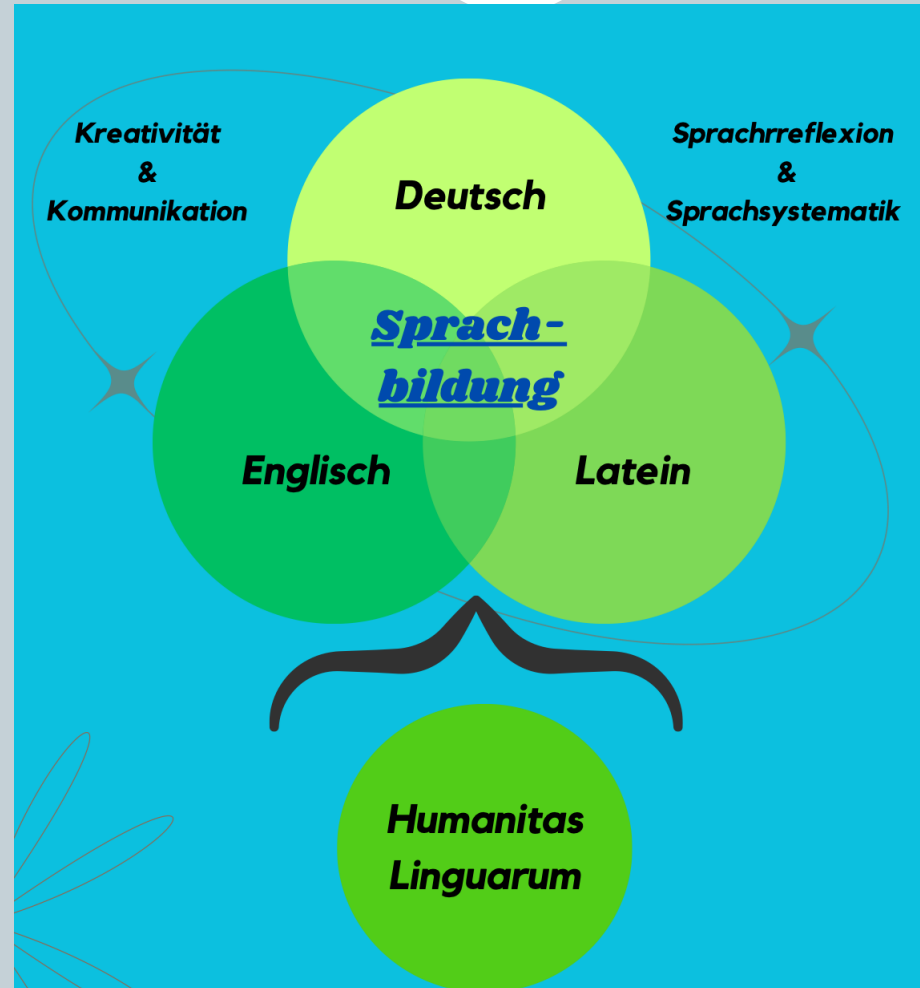 Kreativität
&
Kommunikation
Sprachrreflexion
&
Sprachsystematik
Deutsch
Sprach-
bildung
Englisch
Latein
Humanitas
Linguarum